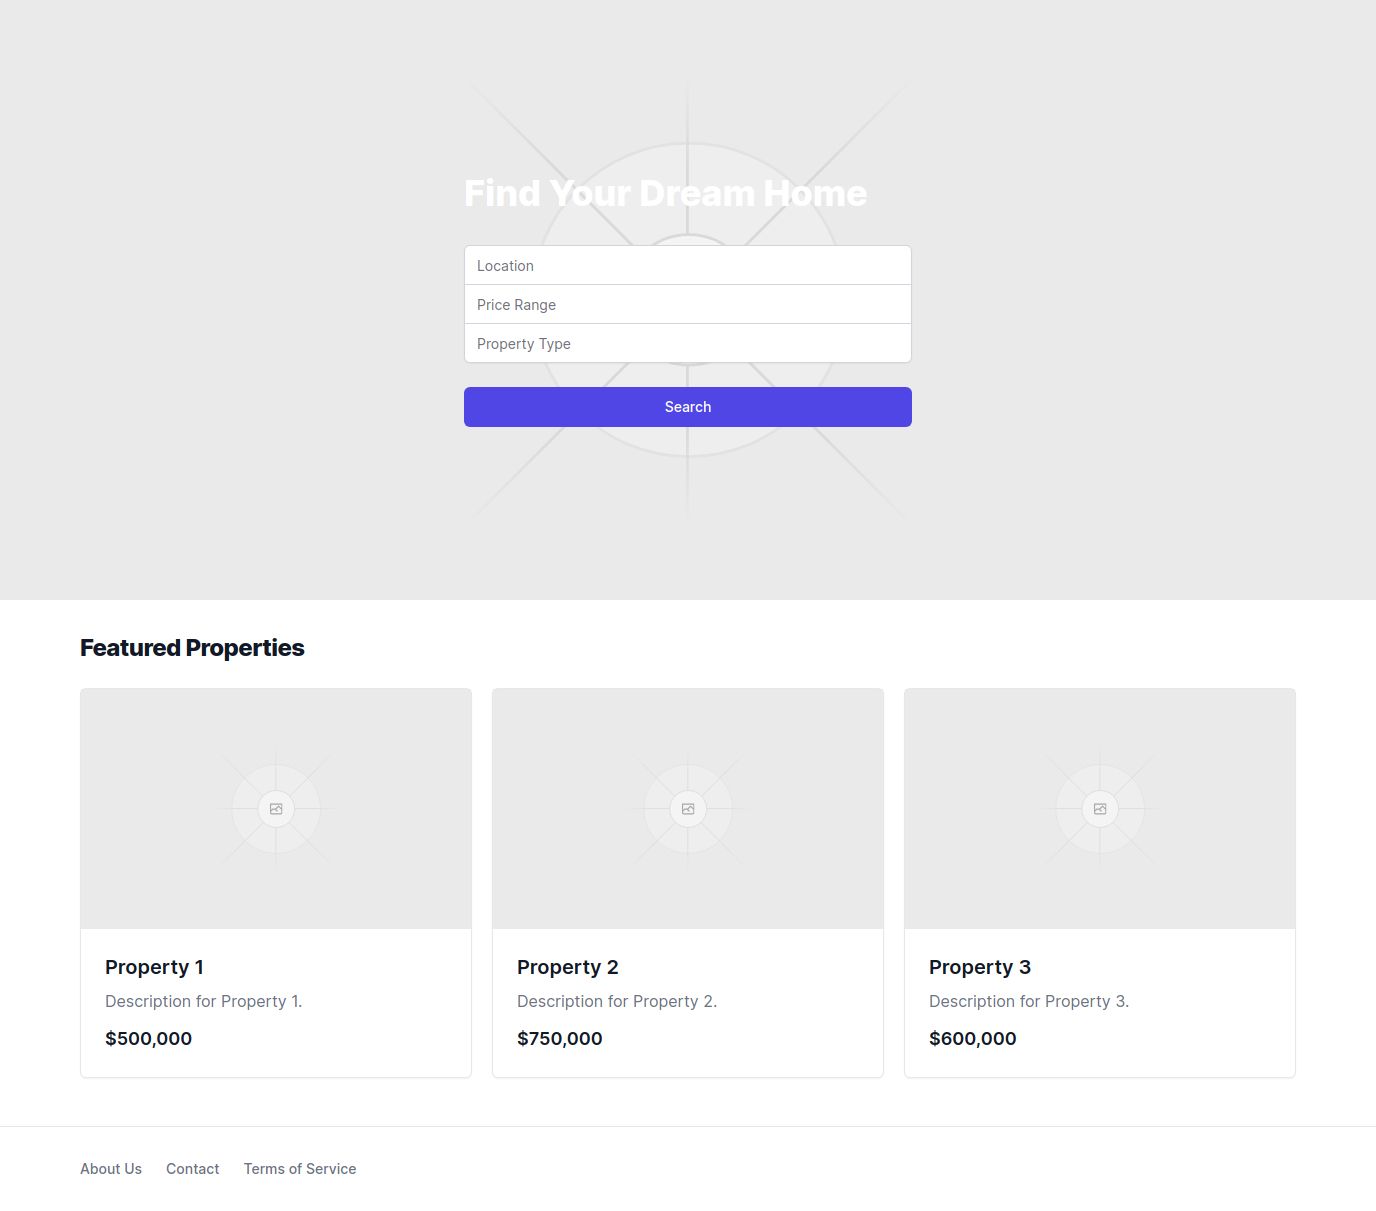 Find Your Dream Home
Location
Price Range
Property Type
Search
Featured Properties
Property 1
Description for Property 1.
$500,000
Property 2
Description for Property 2.
$750,000
Property 3
Description for Property 3.
$600,000
About Us
Contact
Terms of Service